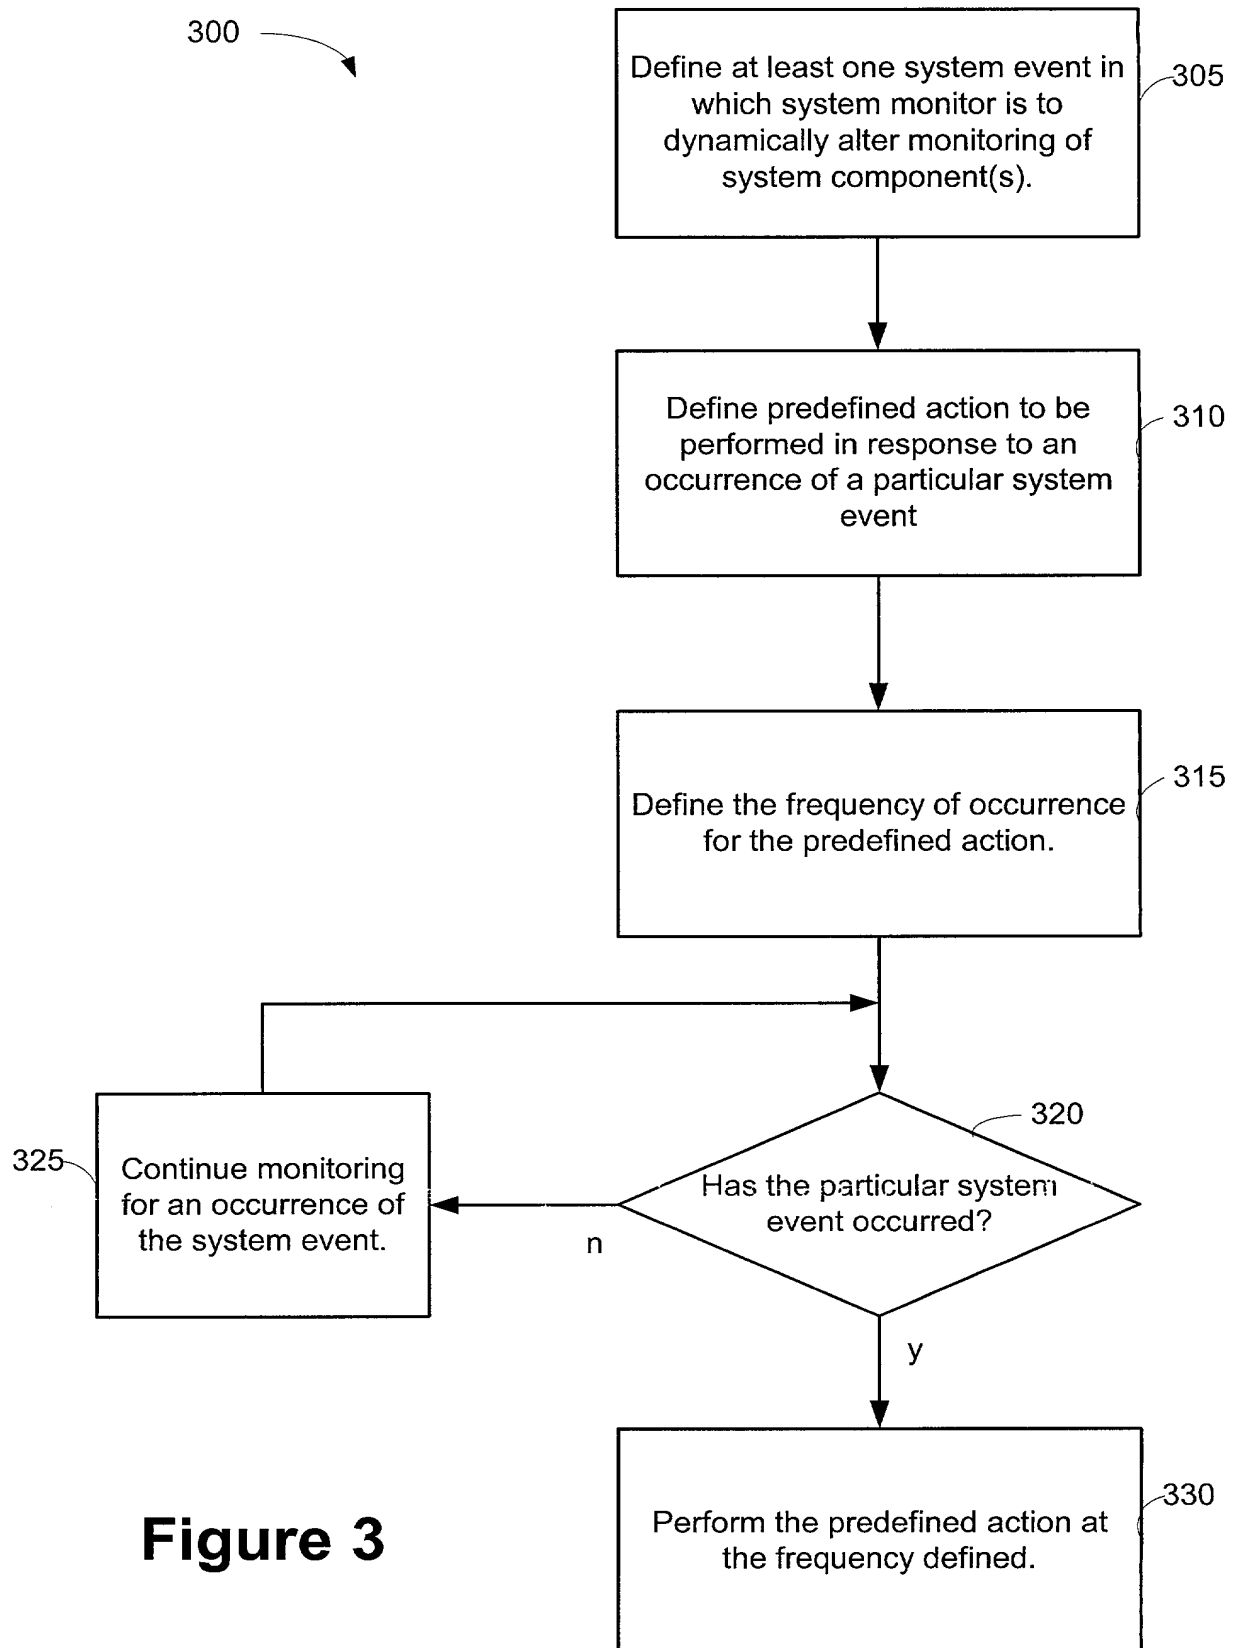 300
Define at least one system event in
which system monitor is to
dynamically alter monitoring of
system component(s).
305
Define predefined action to be
performed in response to an
occurrence of a particular system
event
310
Define the frequency of occurrence
for the predefined action.
315
Has the particular system
event occurred?
320
n
Continue monitoring
for an occurrence of
the system event.
325
y
Perform the predefined action at
the frequency defined.
330
Figure 3